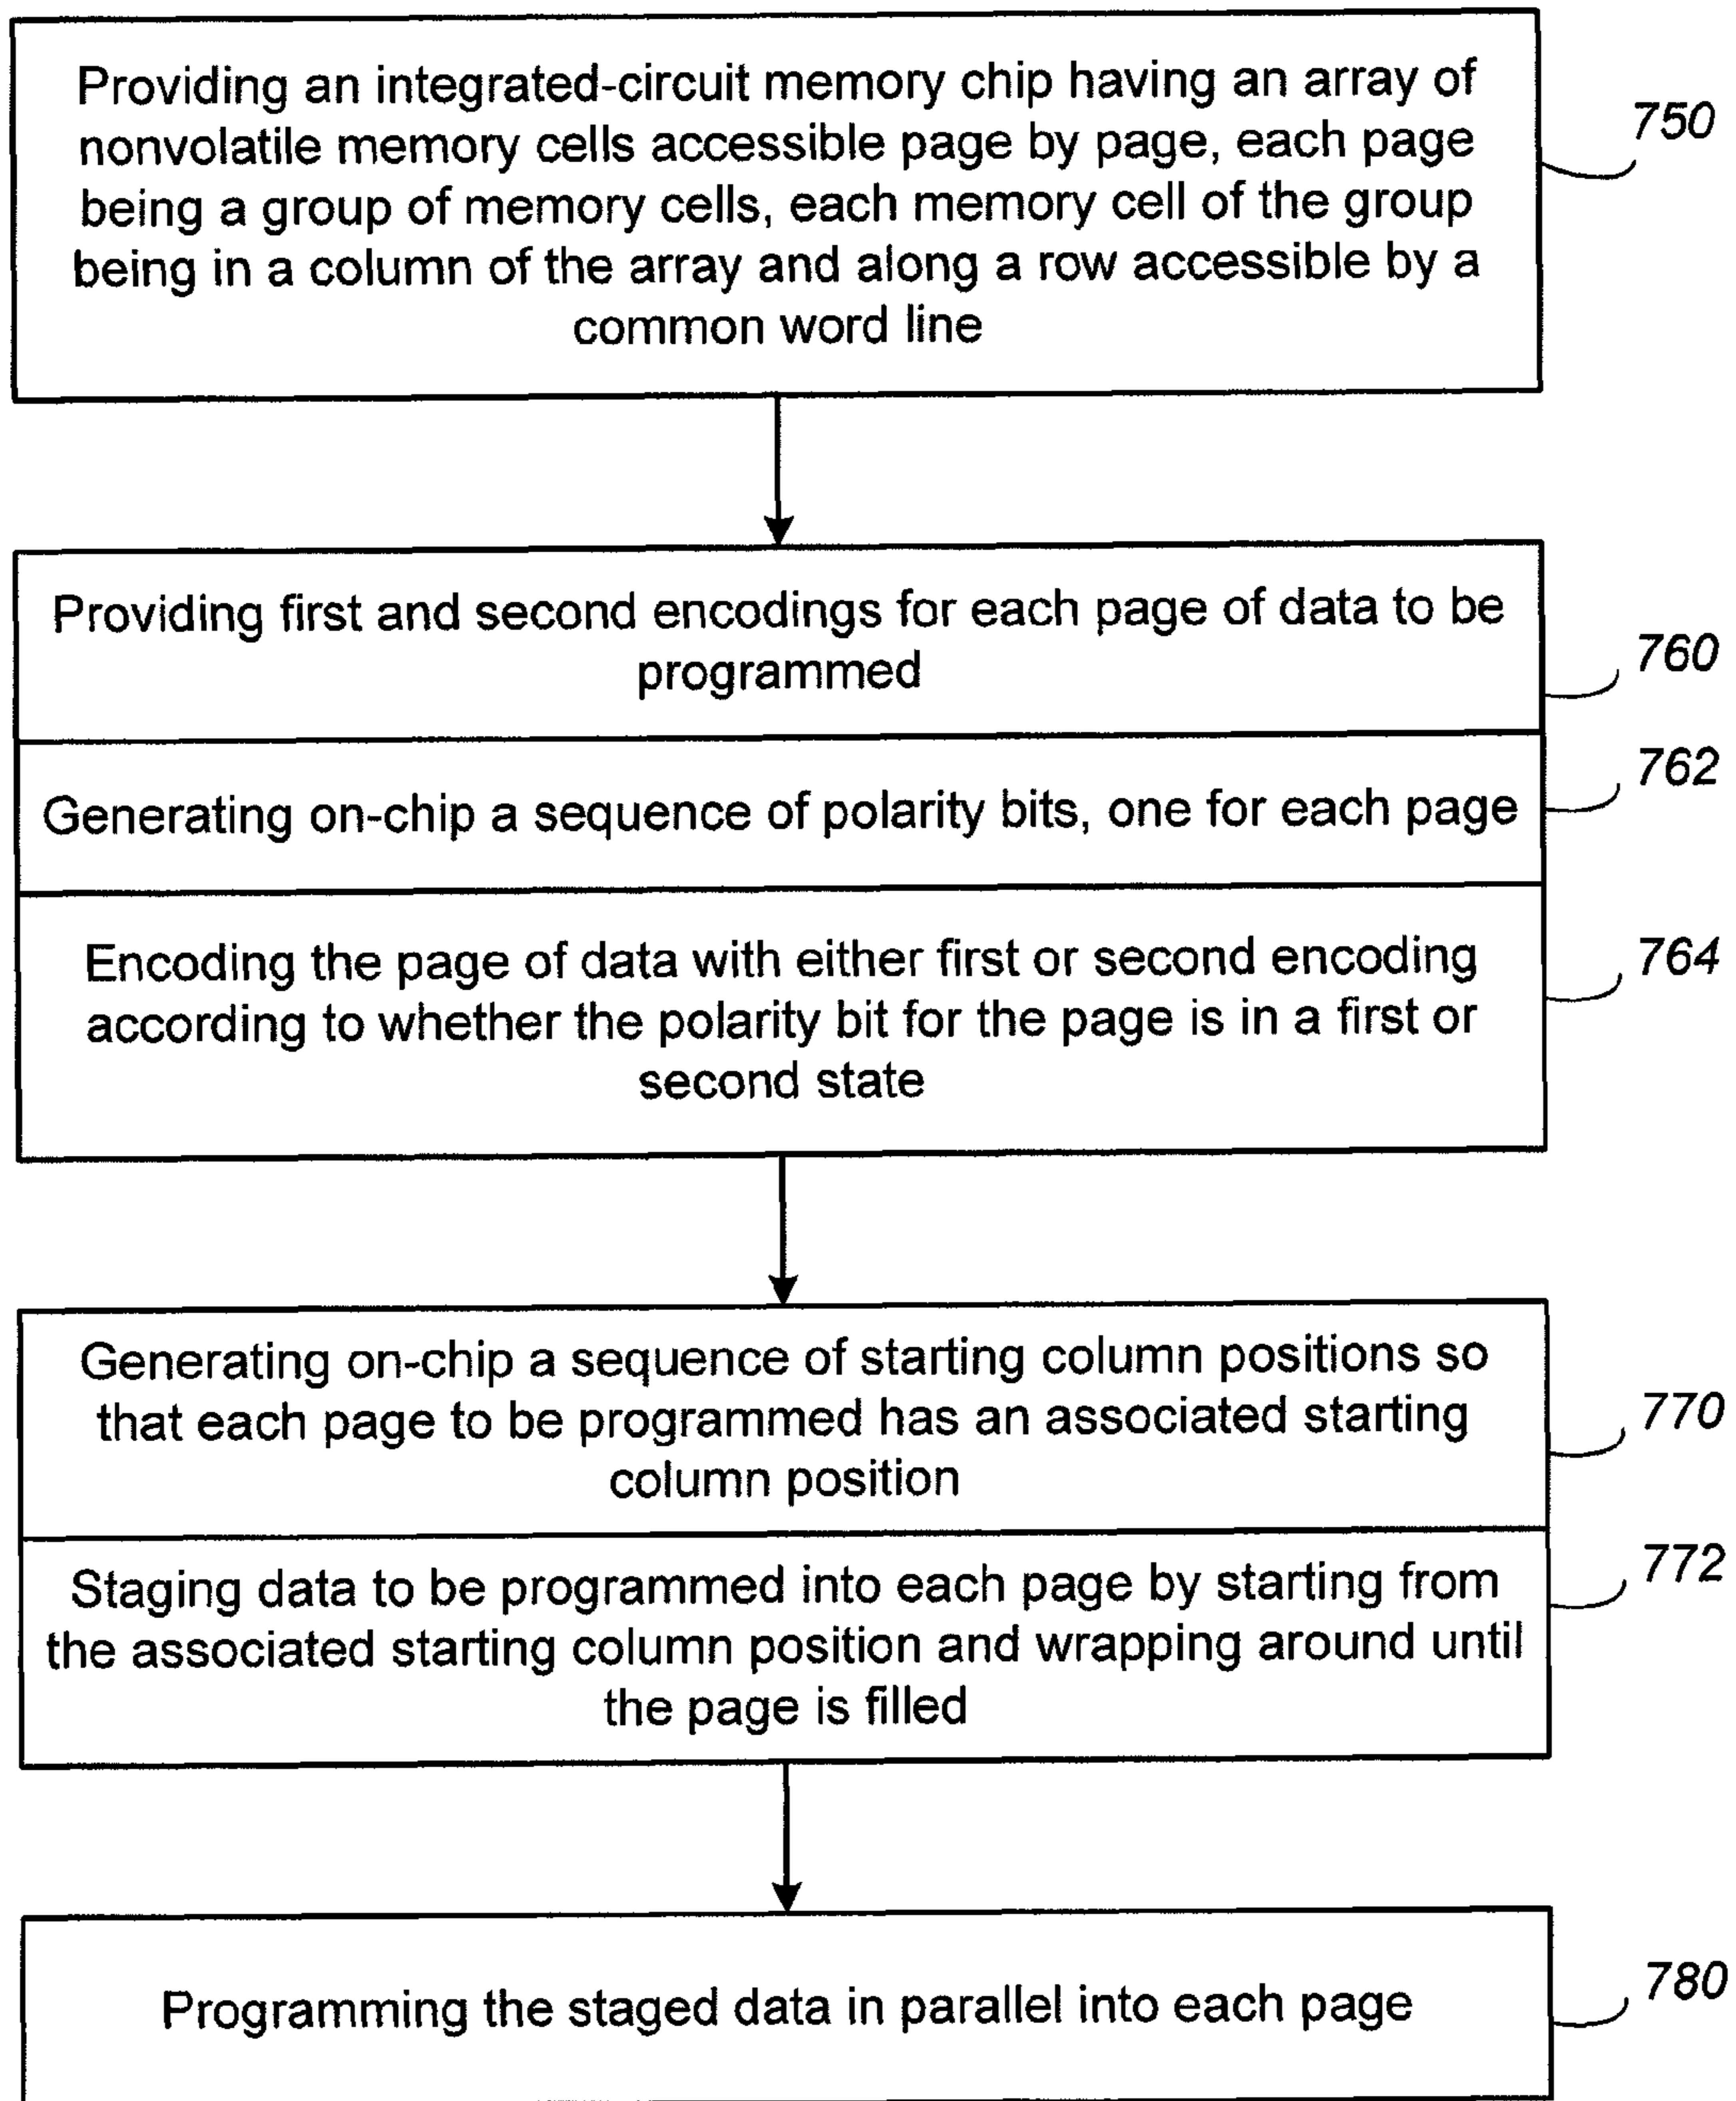 Providing an integrated-circuit memory chip having an array of
nonvolatile memory cells accessible page by page, each page
being a group of memory cells, each memory cell of the group
being in a column of the array and along a row accessible by a
common word line
750
Providing first and second encodings for each page of data to be
programmed
760
Generating on-chip a sequence of polarity bits, one for each page
762
Encoding the page of data with either first or second encoding
according to whether the polarity bit for the page is in a first or
second state
764
Generating on-chip a sequence of starting column positions so
that each page to be programmed has an associated starting
column position
770
Staging data to be programmed into each page by starting from
the associated starting column position and wrapping around until
the page is filled
772
Programming the staged data in parallel into each page
780